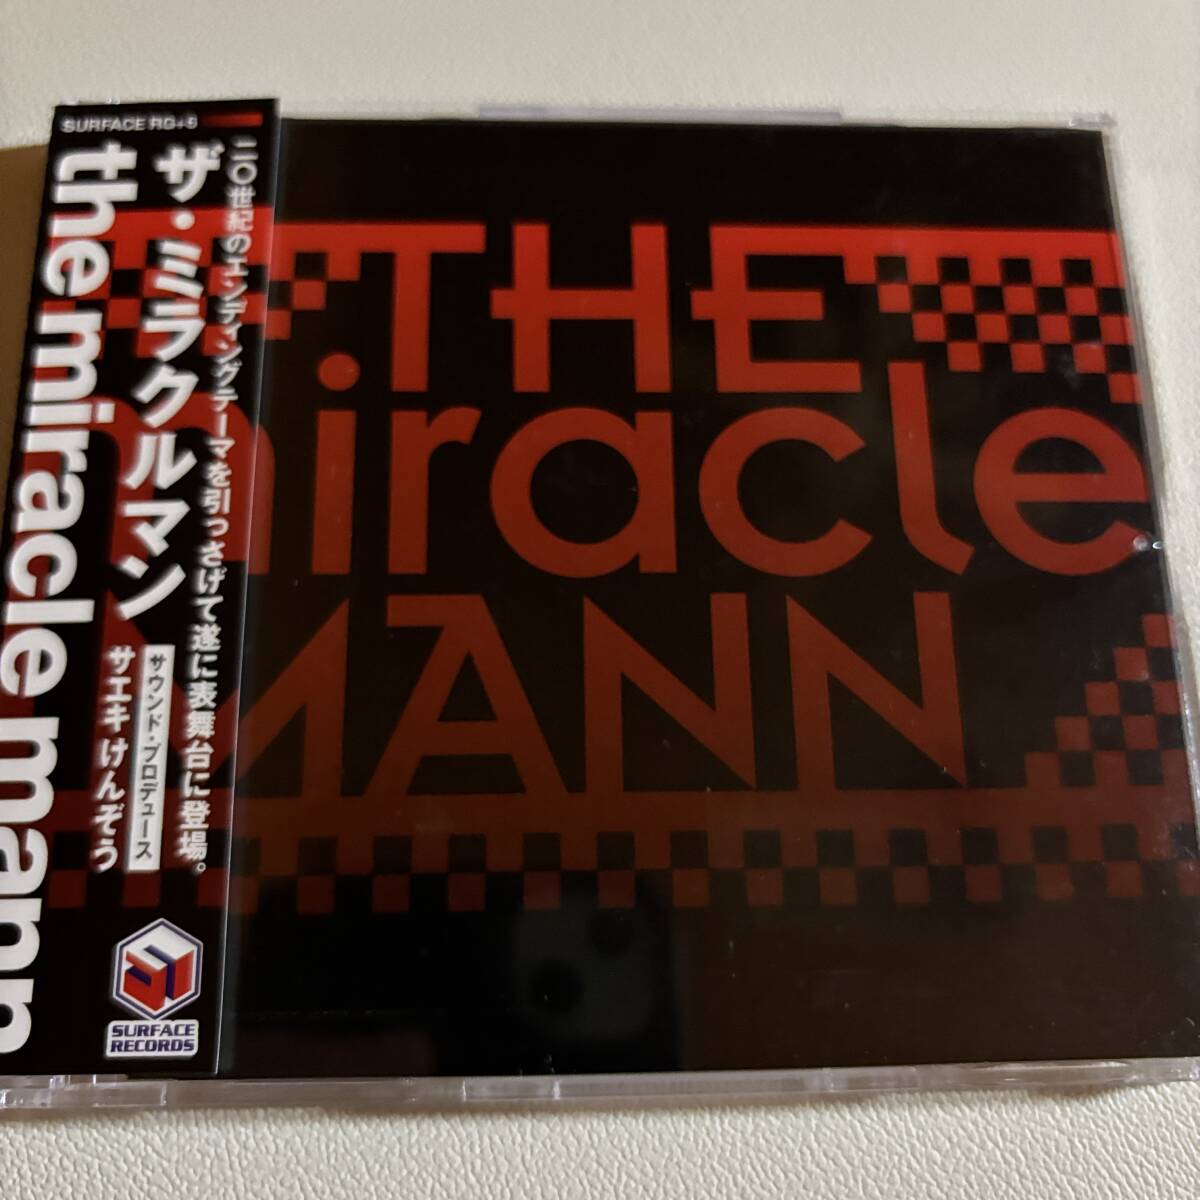 SURFACE RG+6
二〇世紀のエンディングテーマを引っさげて遂に表舞台に登場。
ザ・ミラクルマン
サウンド・プロデュース
サエキけんぞう
the miracle mann
SURFACE
RECORDS
THE
miracle
MANN